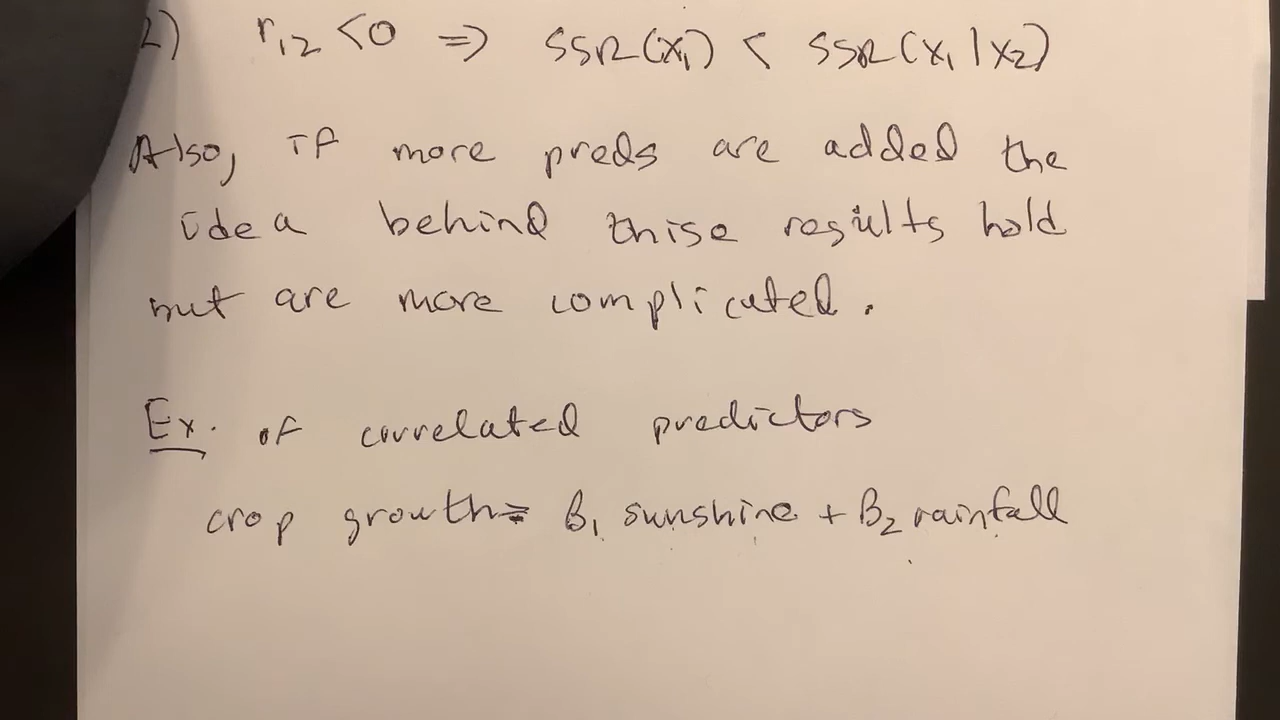 2) r₁₂ < 0 ⇒ SSR(x₁) < SSR(x₁ | x₂)
Also, if more preds are added the
idea behind thise results hold
but are more complicated.
Ex. of correlated predictors
crop growth = β₁ sunshine + β₂ rainfall